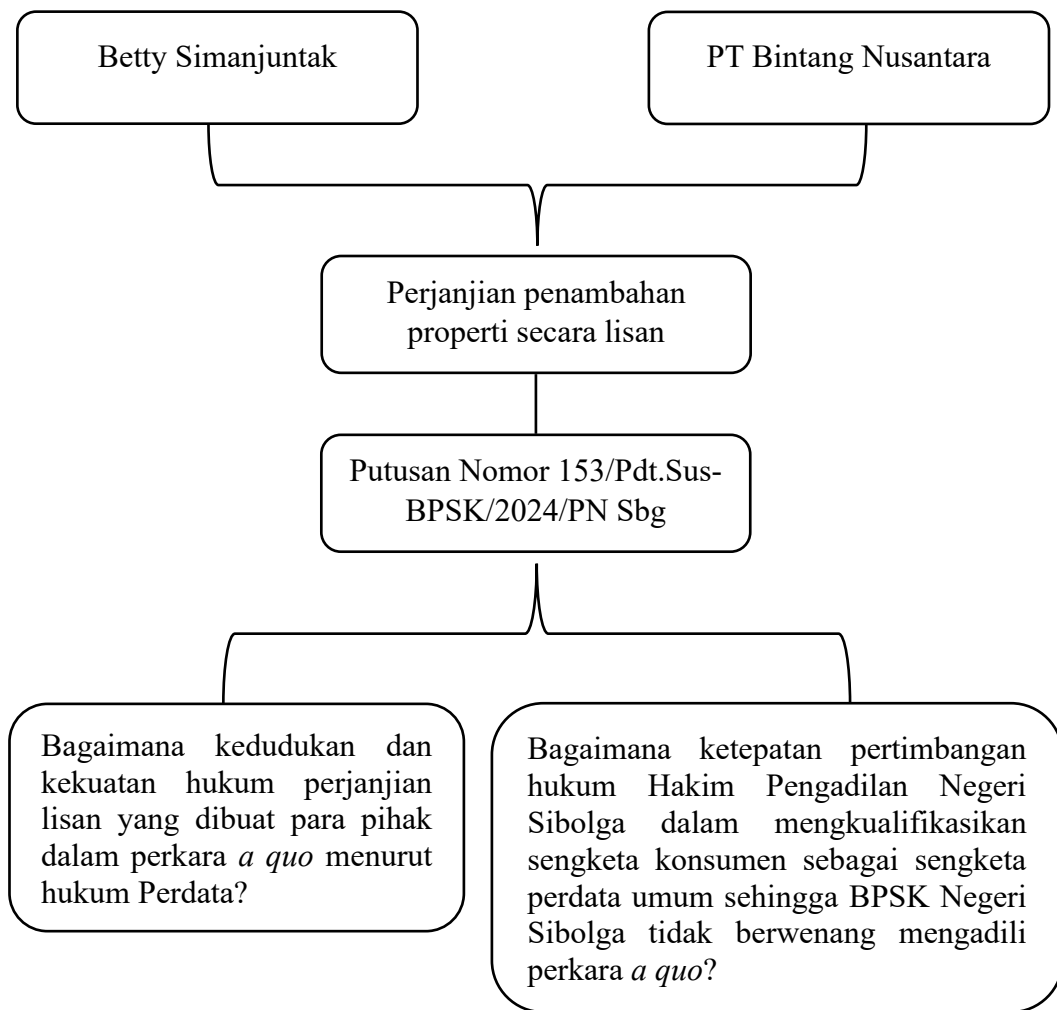 Betty Simanjuntak
PT Bintang Nusantara
Perjanjian penambahan
properti secara lisan
Putusan Nomor 153/Pdt.Sus-
BPSK/2024/PN Sbg
Bagaimana kedudukan dan
kekuatan hukum perjanjian
lisan yang dibuat para pihak
dalam perkara a quo menurut
hukum Perdata?
Bagaimana ketepatan pertimbangan
hukum Hakim Pengadilan Negeri
Sibolga dalam mengkualifikasikan
sengketa konsumen sebagai sengketa
perdata umum sehingga BPSK Negeri
Sibolga tidak berwenang mengadili
perkara a quo?